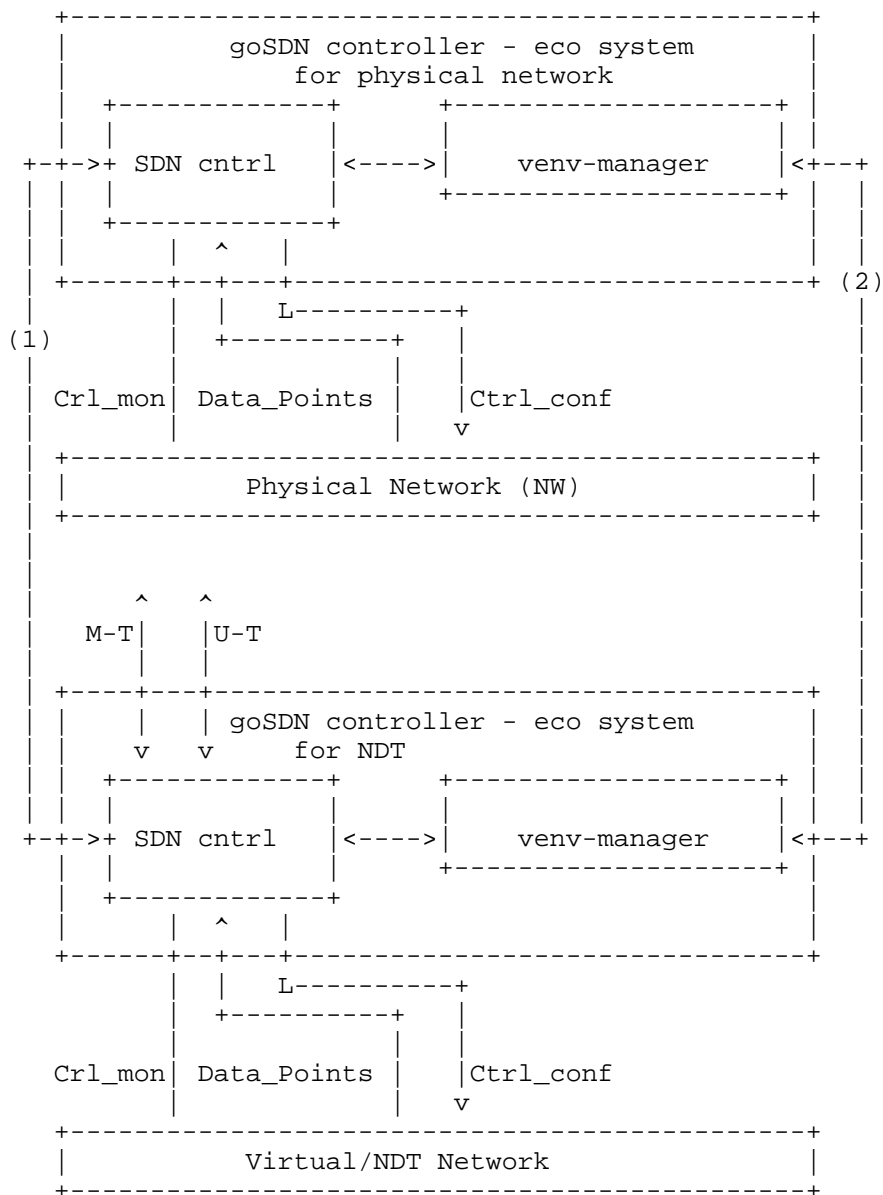 goSDN controller - eco system
for physical network
SDN cntrl
venv-manager
(2)
(1)
Crl_mon
Data_Points
Ctrl_conf
Physical Network (NW)
M-T
U-T
goSDN controller - eco system
for NDT
SDN cntrl
venv-manager
Crl_mon
Data_Points
Ctrl_conf
Virtual/NDT Network